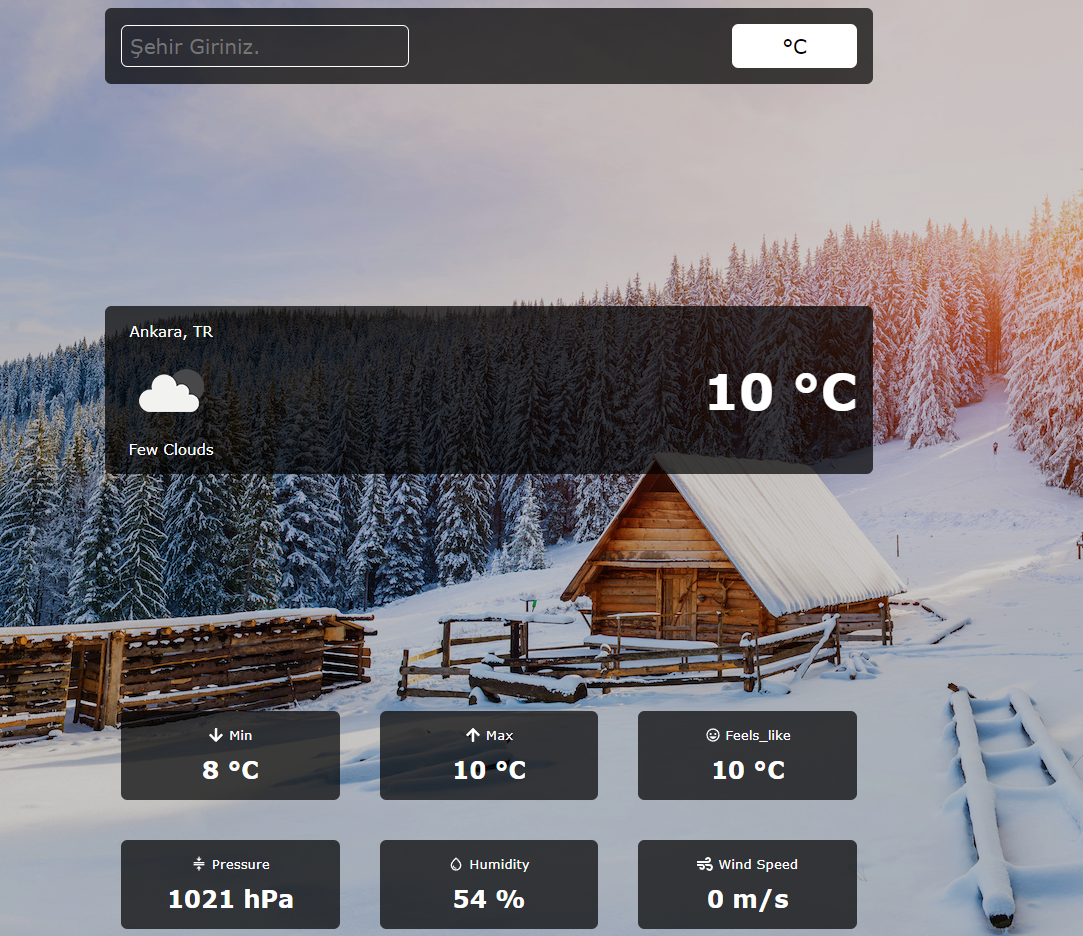 Şehir Giriniz.
°C
Ankara, TR
10 °C
Few Clouds
Min
8 °C
Max
10 °C
Feels_like
10 °C
Pressure
1021 hPa
Humidity
54 %
Wind Speed
0 m/s